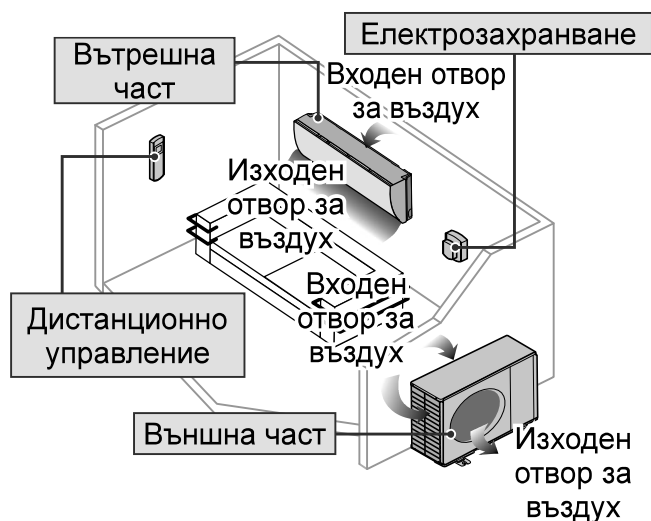 Вътрешна
част
Електрозахранване
Входен отвор
за въздух
Изходен
отвор за
въздух
Входен
отвор за
въздух
Дистанционно
управление
Външна част
Изходен
отвор за
въздух